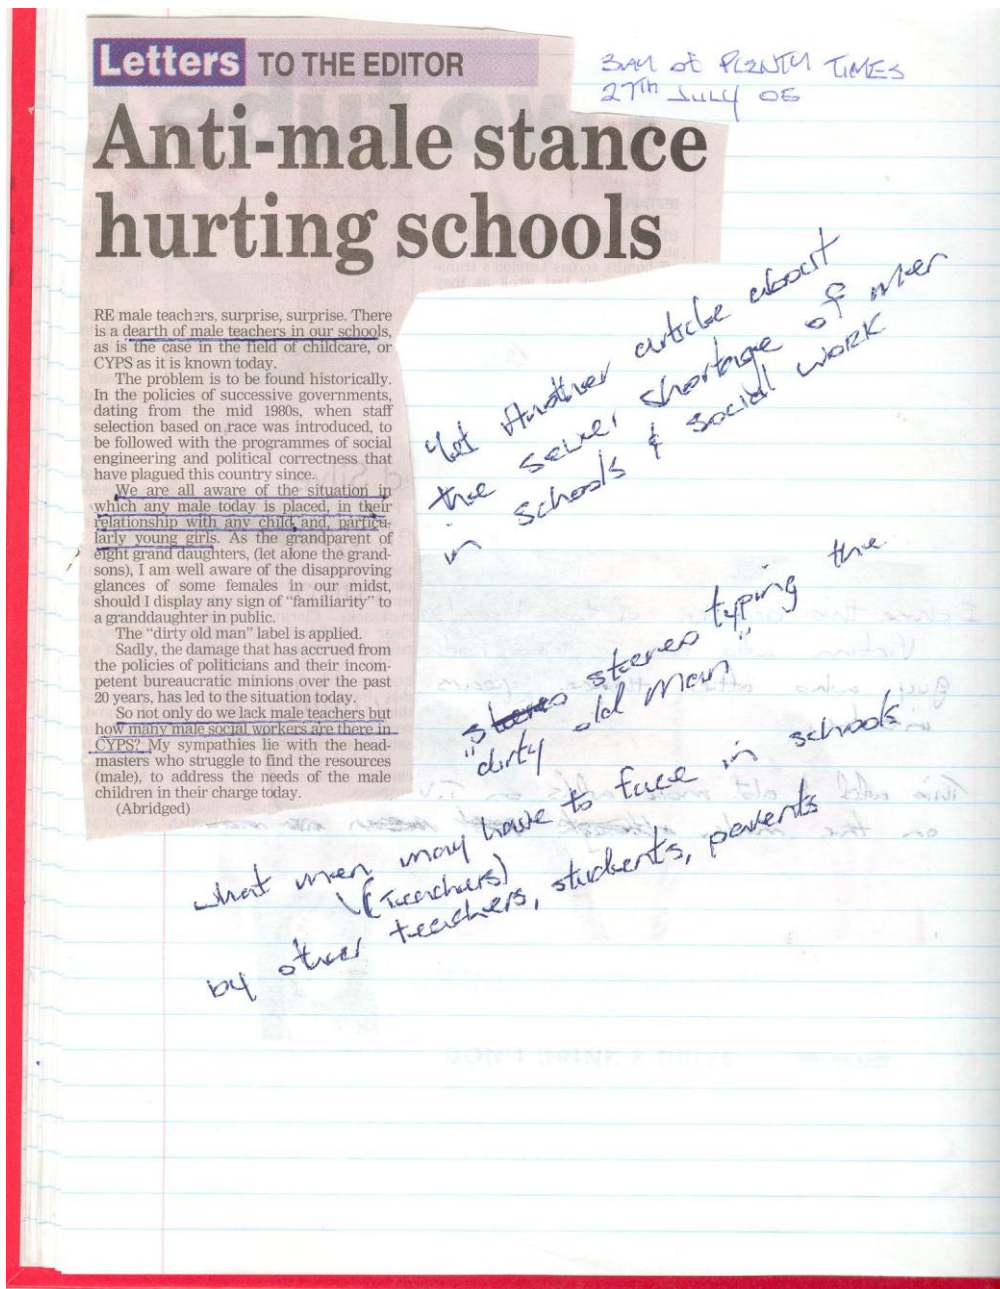 Letters TO THE EDITOR
BAY of PLENTY TIMES
27th JULY 05
Anti-male stance
hurting schools
RE male teachers, surprise, surprise. There
is a dearth of male teachers in our schools,
as is the case in the field of childcare, or
CYPS as it is known today.
The problem is to be found historically.
In the policies of successive governments,
dating from the mid 1980s, when staff
selection based on race was introduced, to
be followed with the programmes of social
engineering and political correctness that
have plagued this country since.
We are all aware of the situation in
which any male today is placed, in their
relationship with any child and, particu-
larly young girls. As the grandparent of
eight grand daughters, (let alone the grand-
sons), I am well aware of the disapproving
glances of some females in our midst,
should I display any sign of "familiarity" to
a granddaughter in public.
The "dirty old man" label is applied.
Sadly, the damage that has accrued from
the policies of politicians and their incom-
petent bureaucratic minions over the past
20 years, has led to the situation today.
So not only do we lack male teachers but
how many male social workers are there in
CYPS? My sympathies lie with the head-
masters who struggle to find the resources
(male), to address the needs of the male
children in their charge today.
(Abridged)
Yet Another article about
the sever shortage of men
in schools & social work
stereo stereo typing the
"dirty old man"
what men may have to face in schools
(Teachers)
by other teachers, students, parents